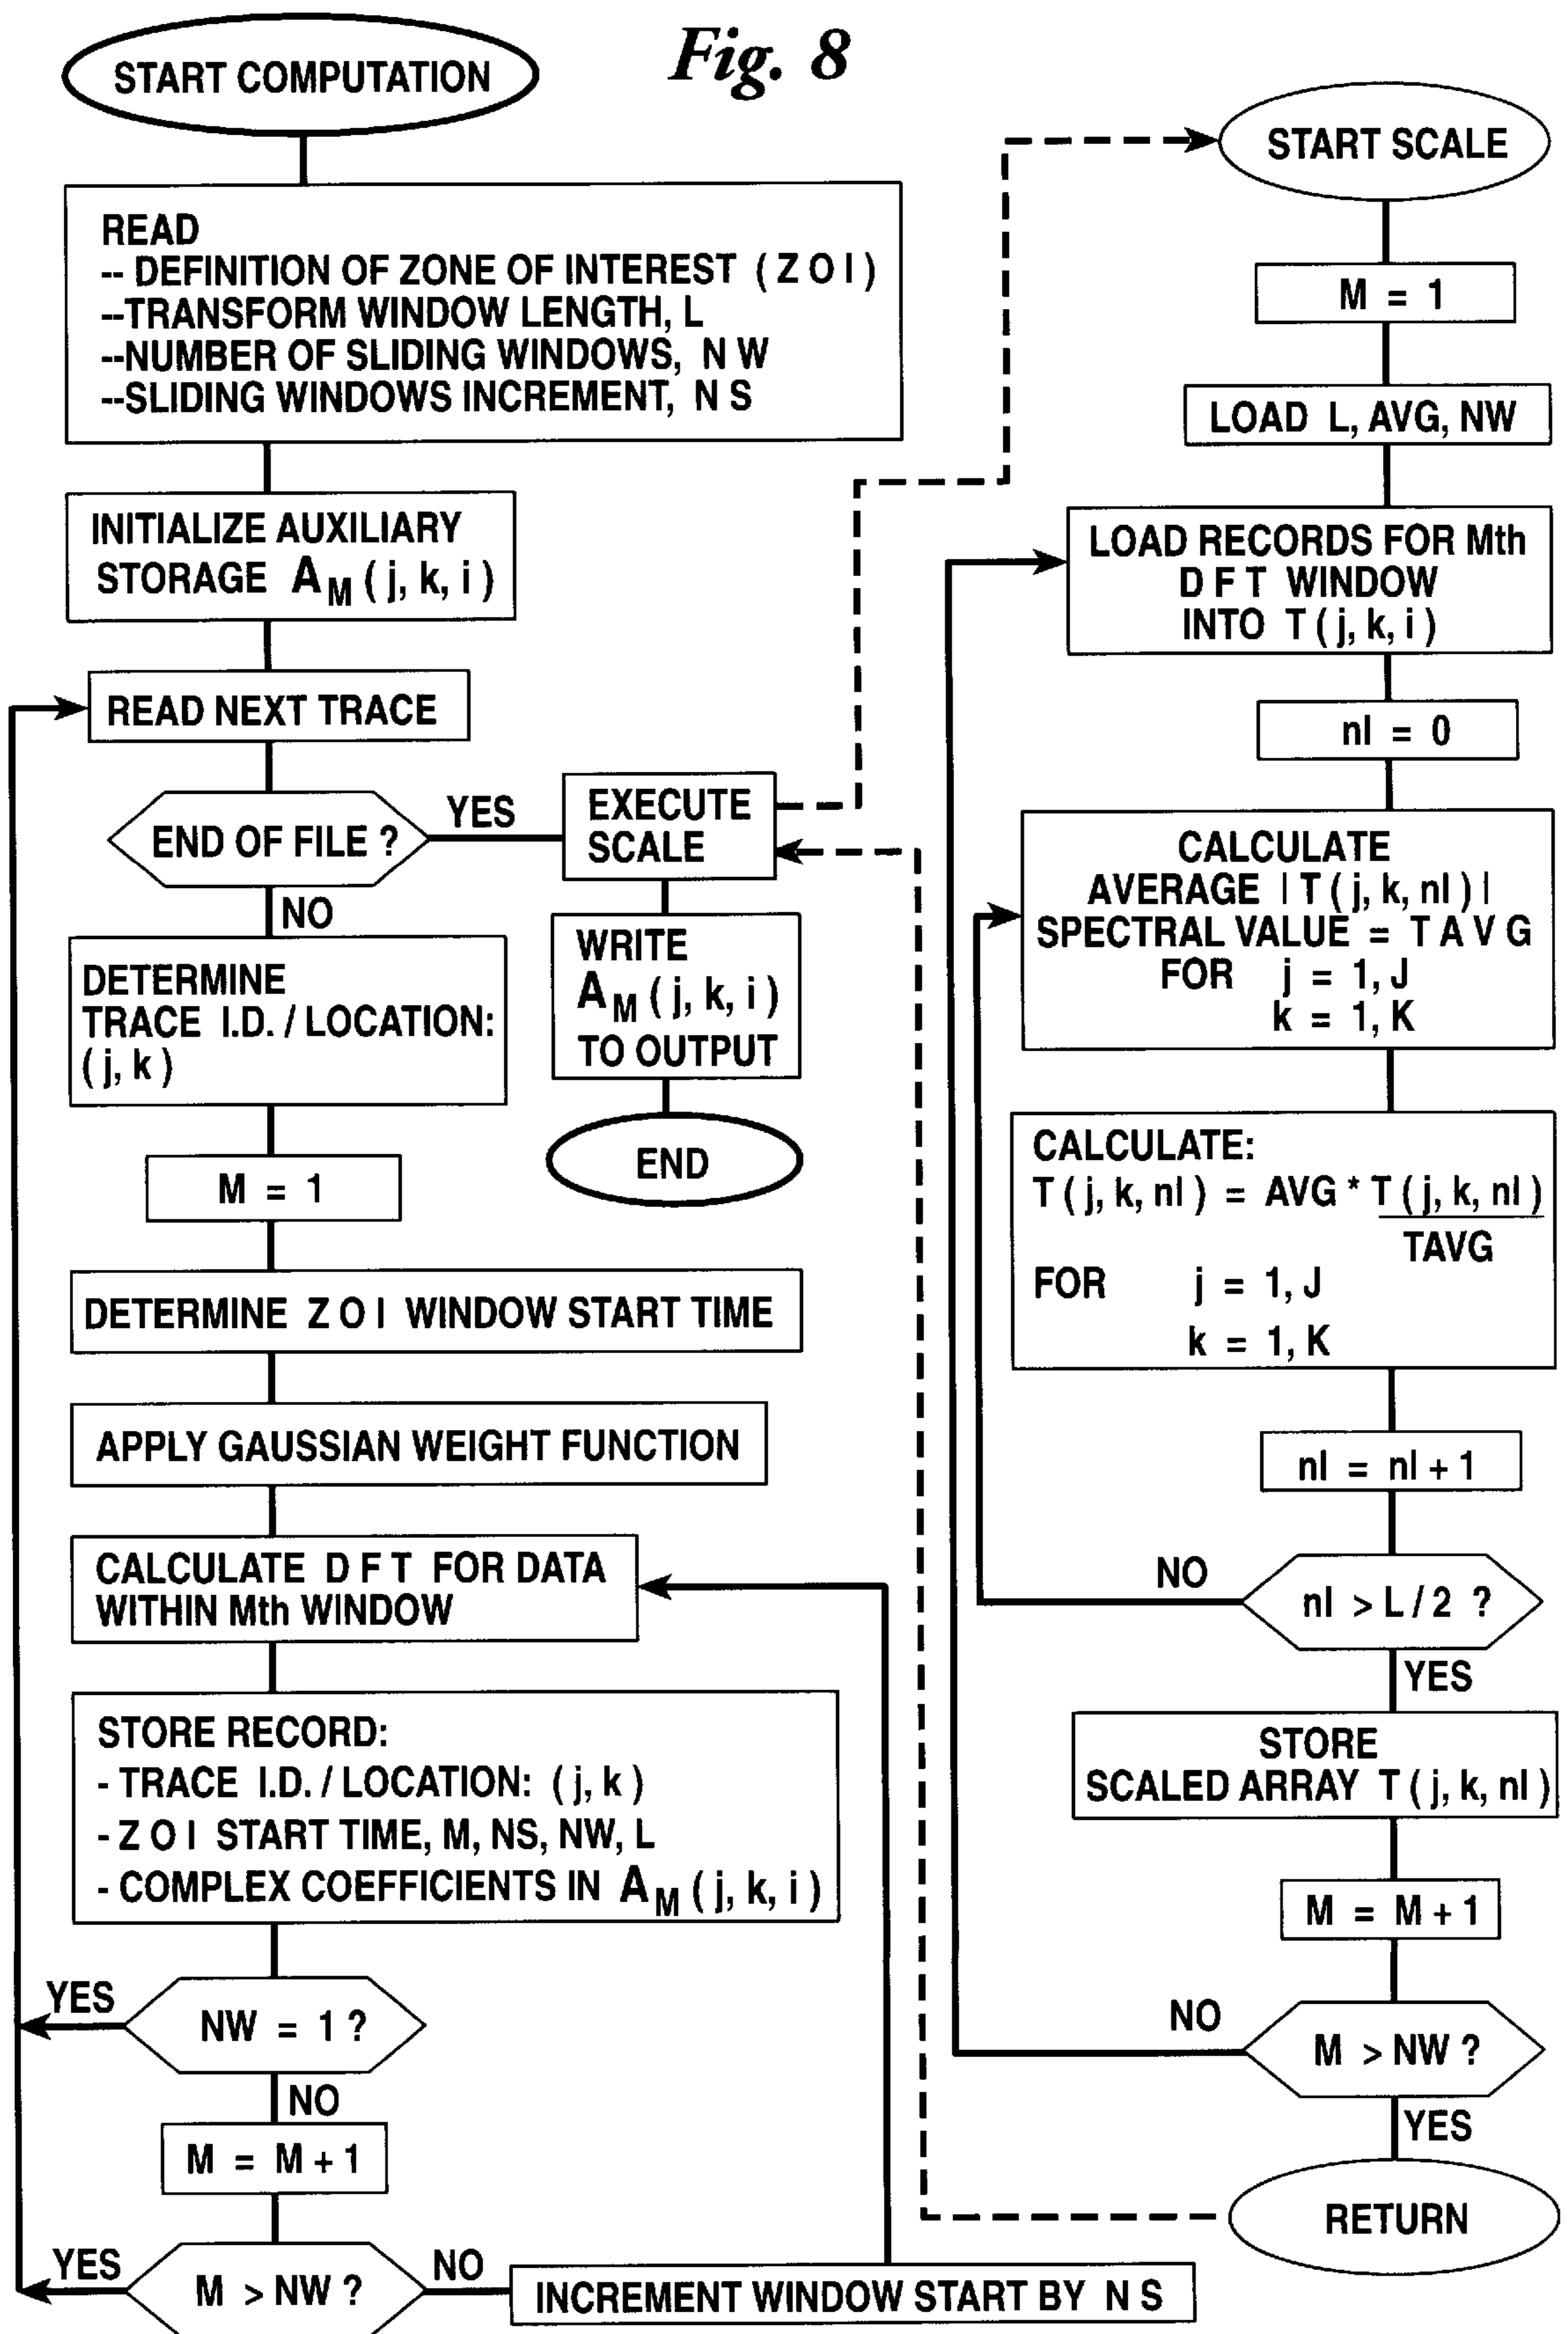 Fig. 8
START COMPUTATION
READ
-- DEFINITION OF ZONE OF INTEREST ( Z O I )
--TRANSFORM WINDOW LENGTH, L
--NUMBER OF SLIDING WINDOWS, N W
--SLIDING WINDOWS INCREMENT, N S
INITIALIZE AUXILIARY
STORAGE A M ( j, k, i )
READ NEXT TRACE
END OF FILE ?
YES
NO
EXECUTE
SCALE
WRITE
A M ( j, k, i )
TO OUTPUT
END
DETERMINE
TRACE I.D. / LOCATION:
( j, k )
M = 1
DETERMINE Z O I WINDOW START TIME
APPLY GAUSSIAN WEIGHT FUNCTION
CALCULATE D F T FOR DATA
WITHIN Mth WINDOW
STORE RECORD:
- TRACE I.D. / LOCATION: ( j, k )
- Z O I START TIME, M, NS, NW, L
- COMPLEX COEFFICIENTS IN A M ( j, k, i )
YES
NW = 1 ?
NO
M = M + 1
YES
M > NW ?
NO
INCREMENT WINDOW START BY N S
START SCALE
M = 1
LOAD L, AVG, NW
LOAD RECORDS FOR Mth
D F T WINDOW
INTO T ( j, k, i )
nl = 0
CALCULATE
AVERAGE | T ( j, k, nl ) |
SPECTRAL VALUE = T A V G
FOR j = 1, J
k = 1, K
CALCULATE:
T ( j, k, nl ) = AVG * T ( j, k, nl )
TAVG
FOR j = 1, J
k = 1, K
nl = nl + 1
NO
nl > L / 2 ?
YES
STORE
SCALED ARRAY T ( j, k, nl )
M = M + 1
NO
M > NW ?
YES
RETURN